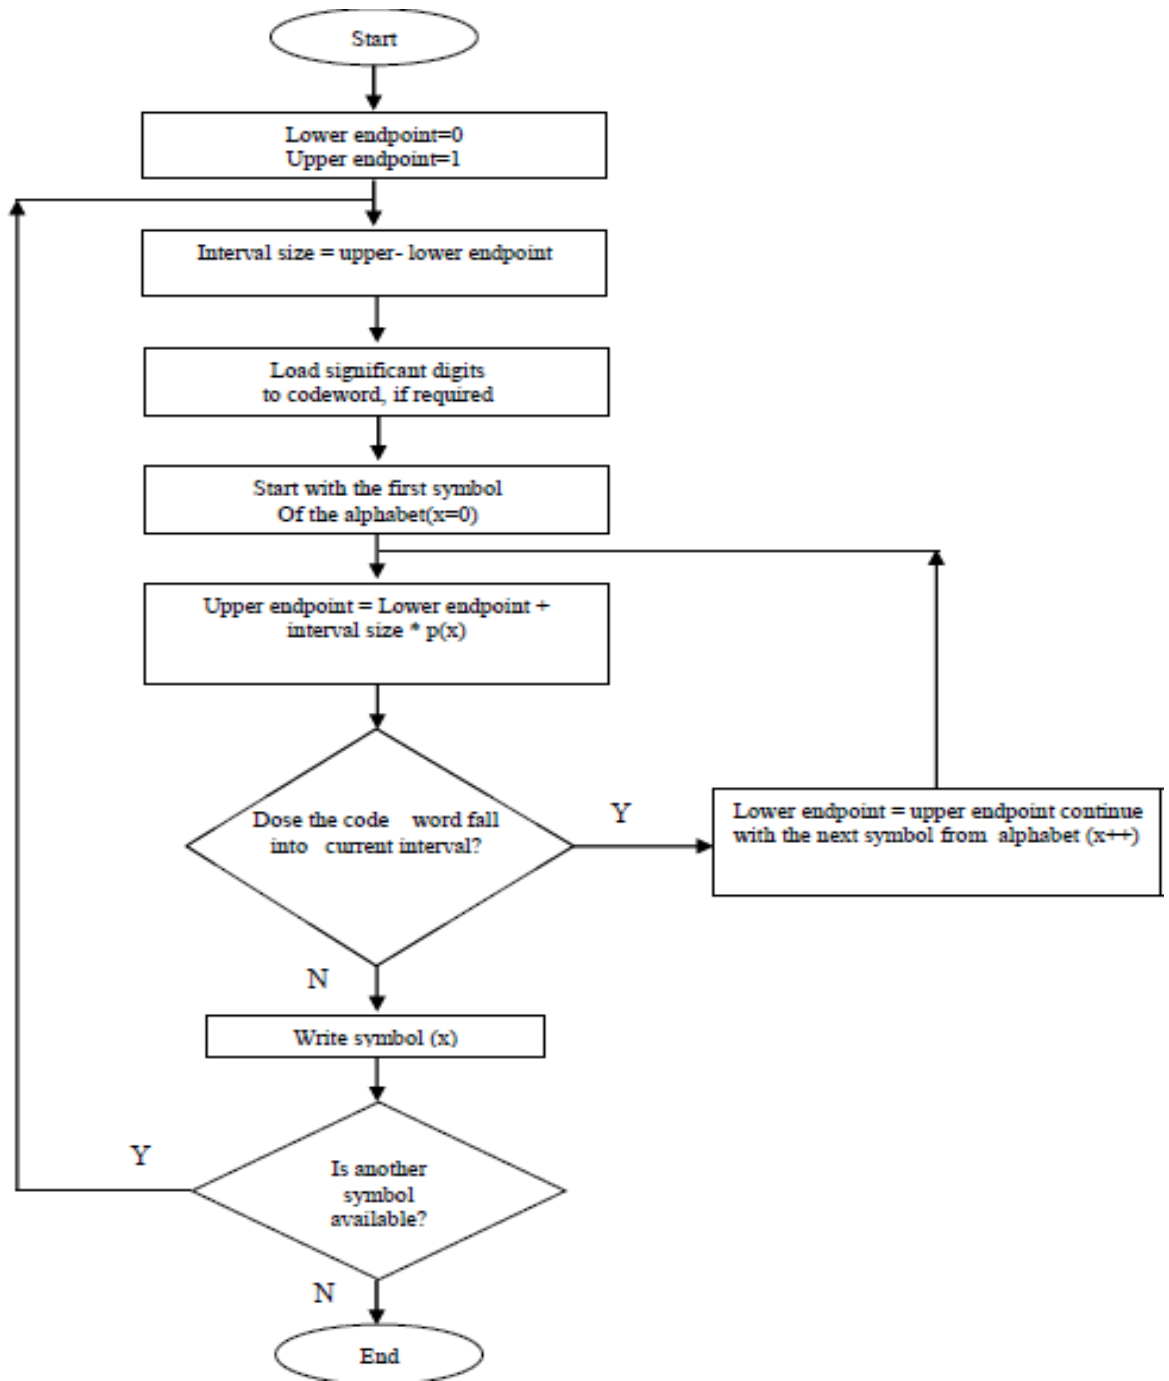 Start
Lower endpoint=0
Upper endpoint=1
Interval size = upper- lower endpoint
Load significant digits
to codeword, if required
Start with the first symbol
Of the alphabet(x=0)
Upper endpoint = Lower endpoint +
interval size * p(x)
Dose the code word fall
into current interval?
Y
Lower endpoint = upper endpoint continue
with the next symbol from alphabet (x++)
N
Write symbol (x)
Y
Is another
symbol
available?
N
End